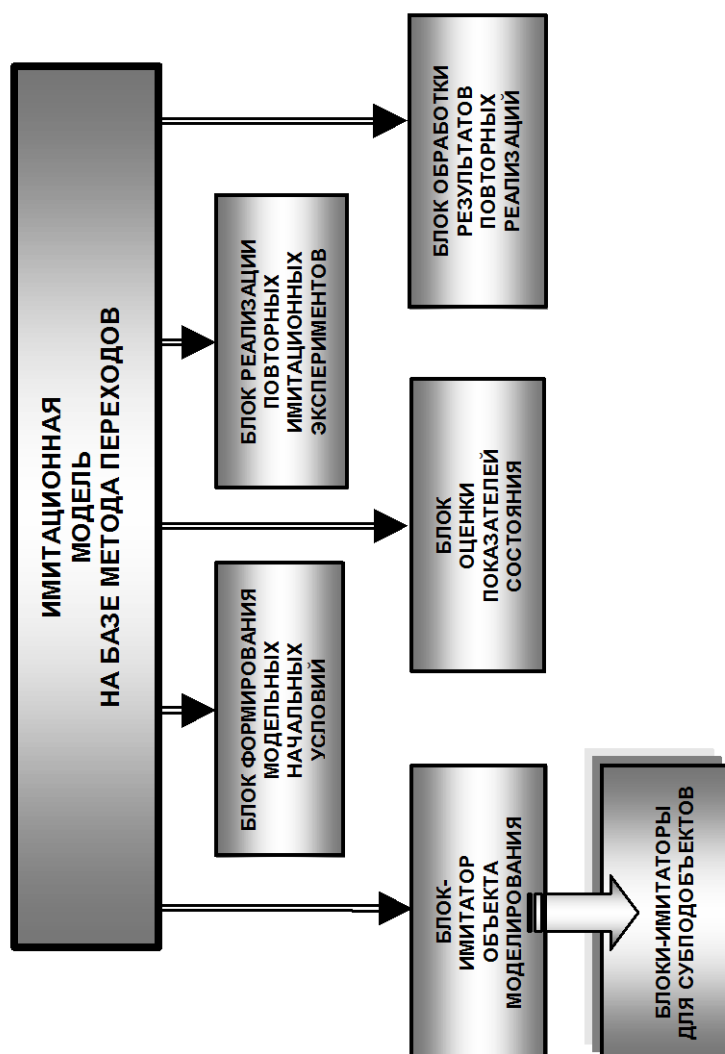 ИМИТАЦИОННАЯ
МОДЕЛЬ
НА БАЗЕ МЕТОДА ПЕРЕХОДОВ
БЛОК ФОРМИРОВАНИЯ
МОДЕЛЬНЫХ
НАЧАЛЬНЫХ
УСЛОВИЙ
БЛОК РЕАЛИЗАЦИИ
ПОВТОРНЫХ
ИМИТАЦИОННЫХ
ЭКСПЕРИМЕНТОВ
БЛОК-
ИМИТАТОР
ОБЪЕКТА
МОДЕЛИРОВАНИЯ
БЛОК
ОЦЕНКИ
ПОКАЗАТЕЛЕЙ
СОСТОЯНИЯ
БЛОК ОБРАБОТКИ
РЕЗУЛЬТАТОВ
ПОВТОРНЫХ
РЕАЛИЗАЦИЙ
БЛОКИ-ИМИТАТОРЫ
ДЛЯ СУБПОДОБЪЕКТОВ